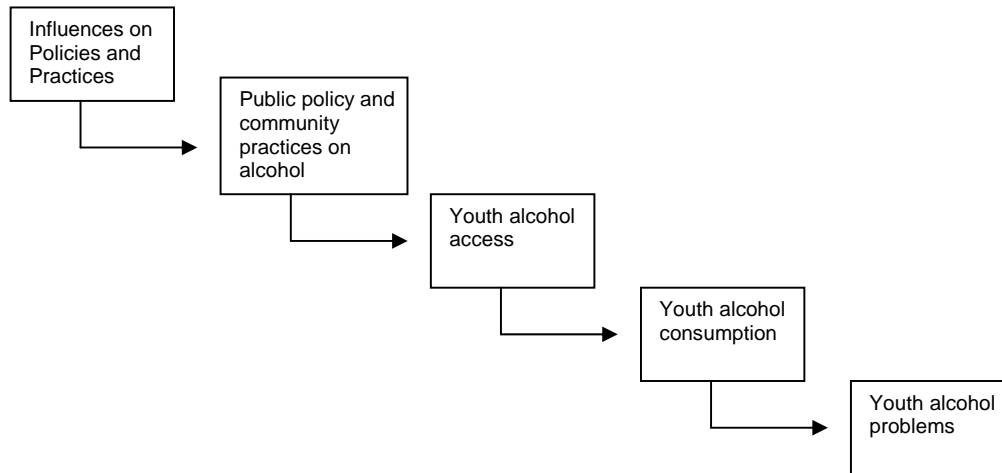 Influences on
Policies and
Practices
Public policy and
community
practices on
alcohol
Youth alcohol
access
Youth alcohol
consumption
Youth alcohol
problems